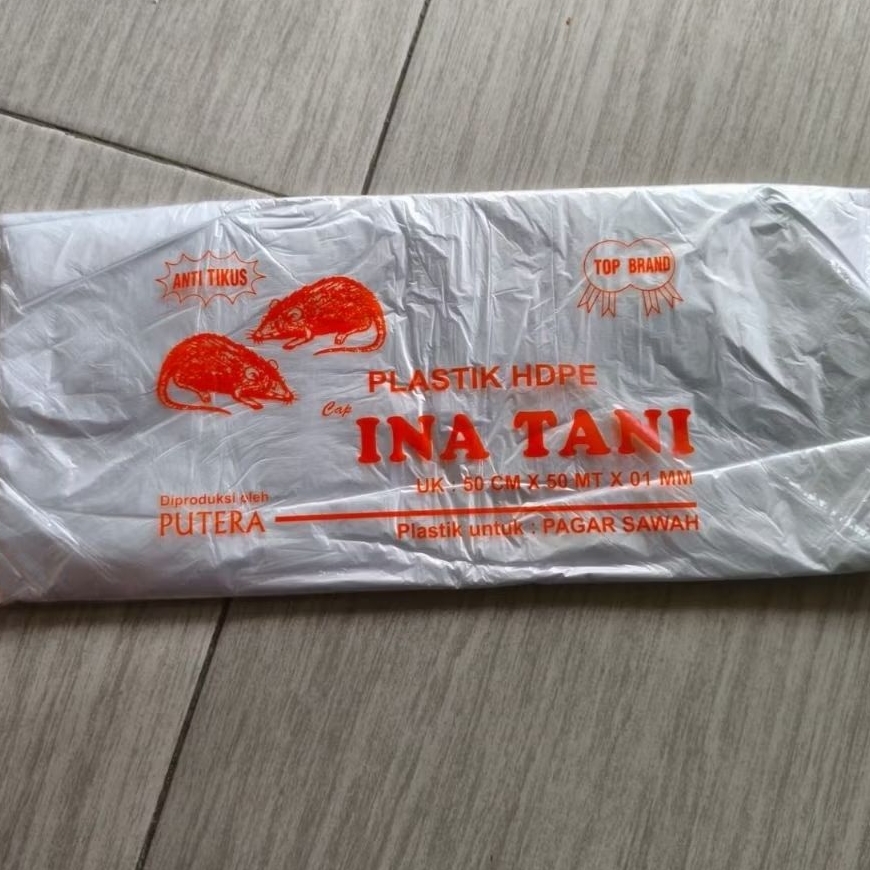 ANTI TIKUS
TOP BRAND
PLASTIK HDPE
Cap
INA TANI
UK : 50 CM X 50 MT X 01 MM
Diproduksi oleh
PUTERA
Plastik untuk : PAGAR SAWAH